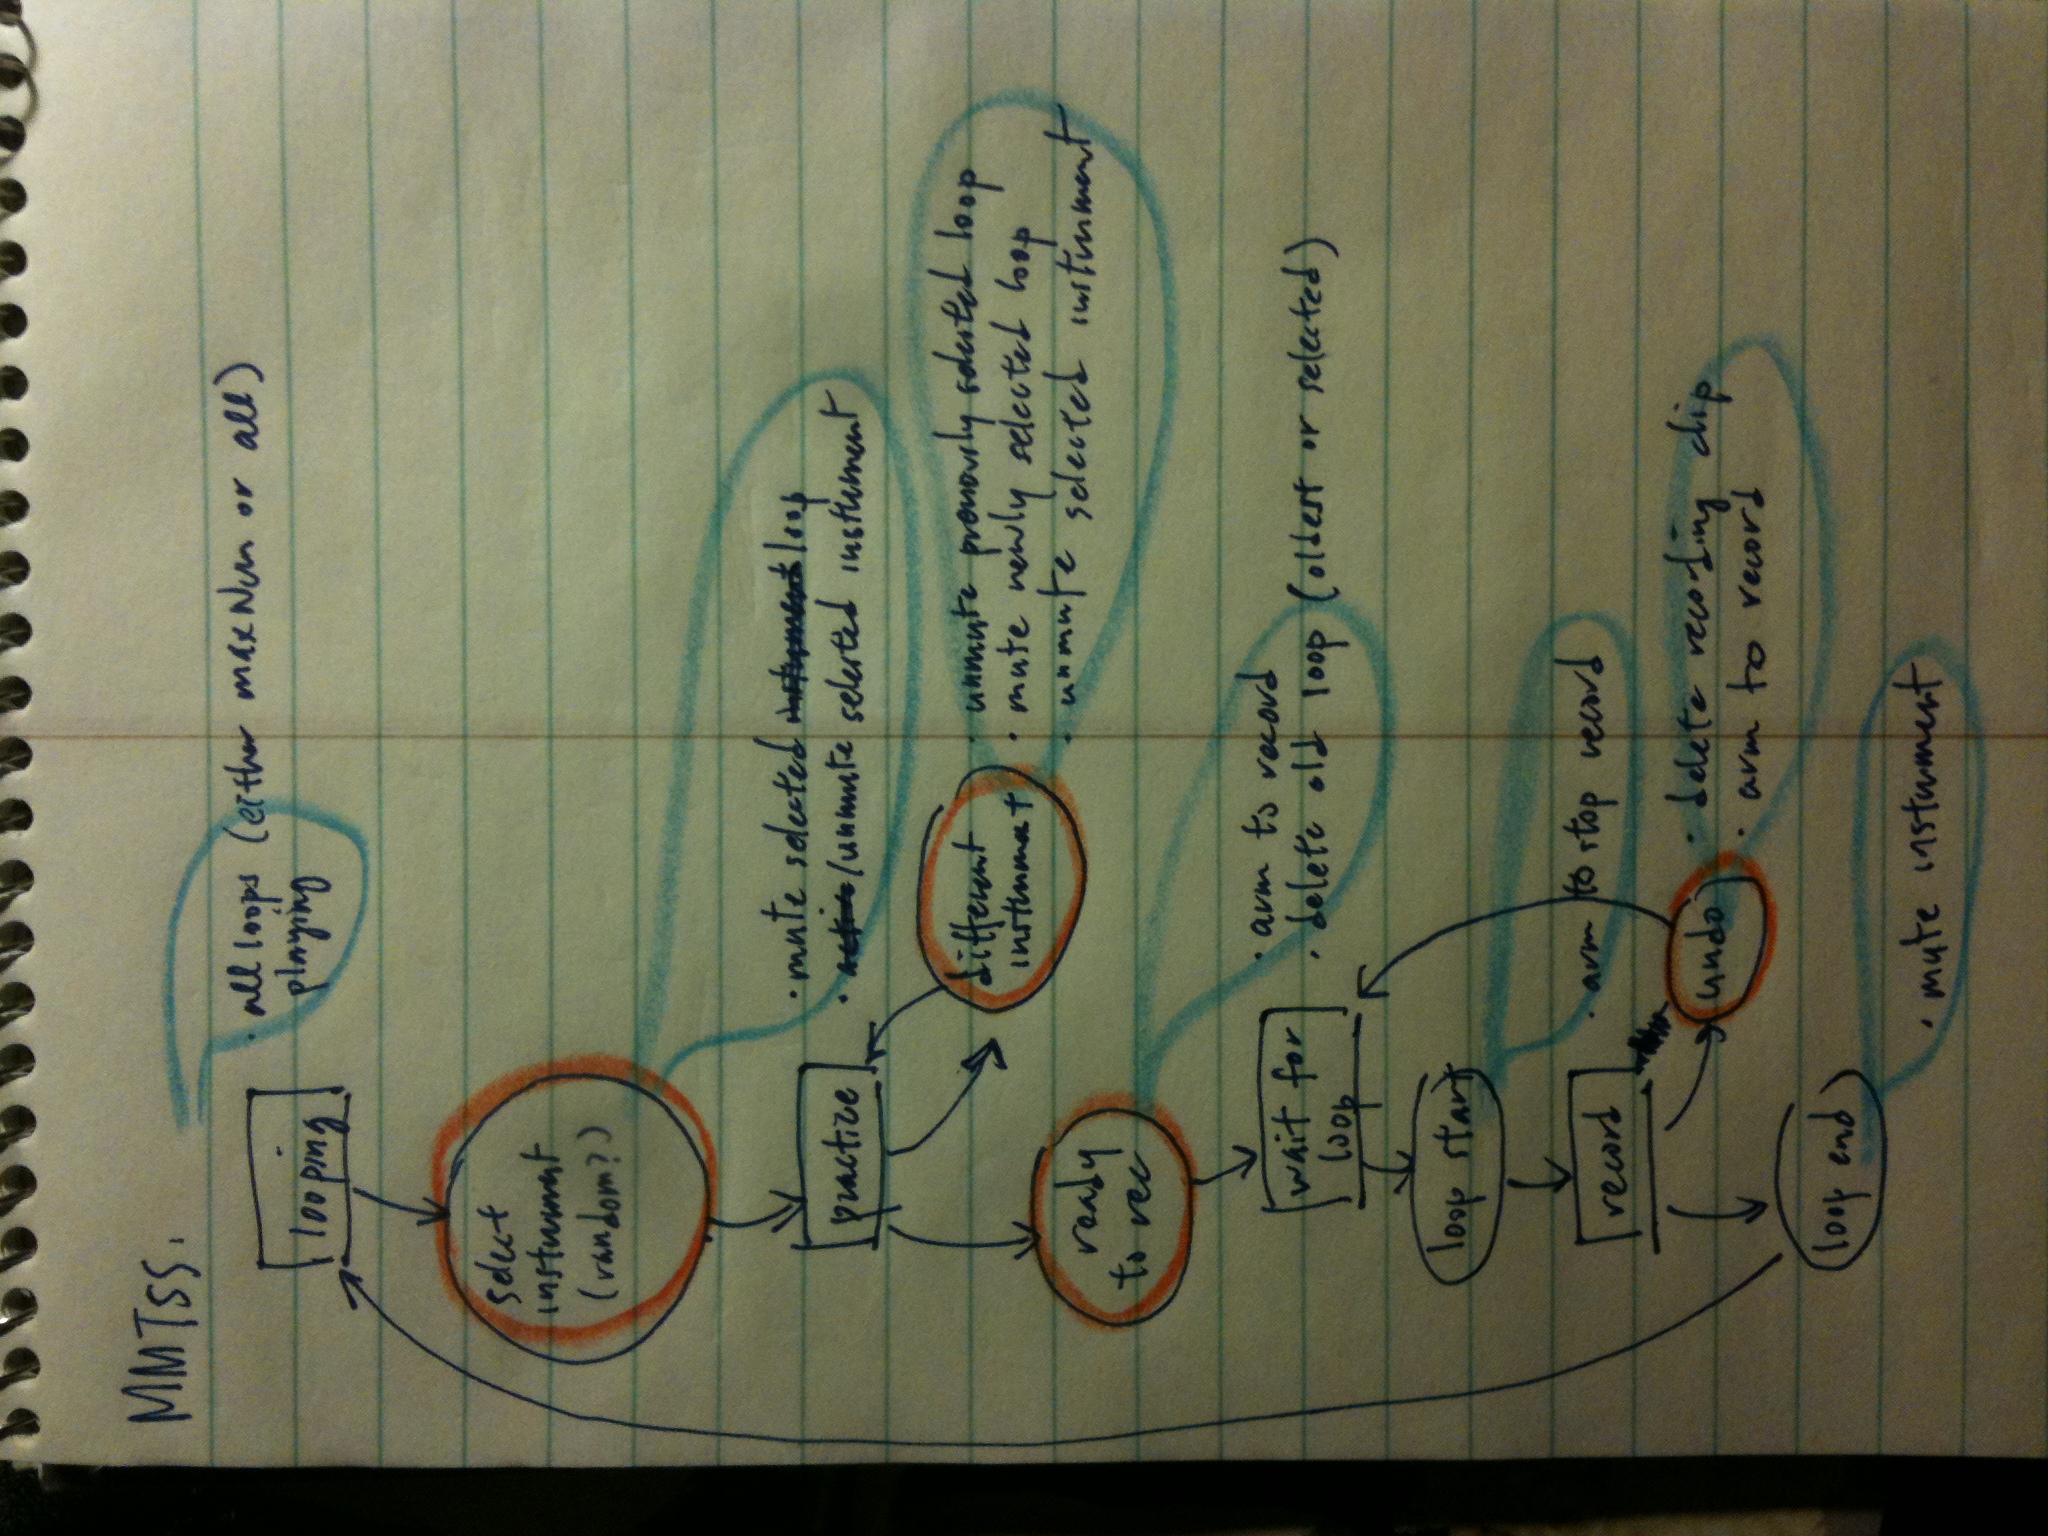 MMTSS.
looping
· all loops (either maxNum or all)
playing
select
instrument
(random?)
practice
· mute selected instrument loop
· active/unmute selected instrument
different
instrument
· unmute previously selected loop
· mute newly selected loop
· unmute selected instrument
ready
to rec
wait for
loop
· arm to record
· delete old loop (oldest or selected)
loop start
record
· arm to stop record
undo
· delete recording clip
· arm to record
loop end
· mute instrument